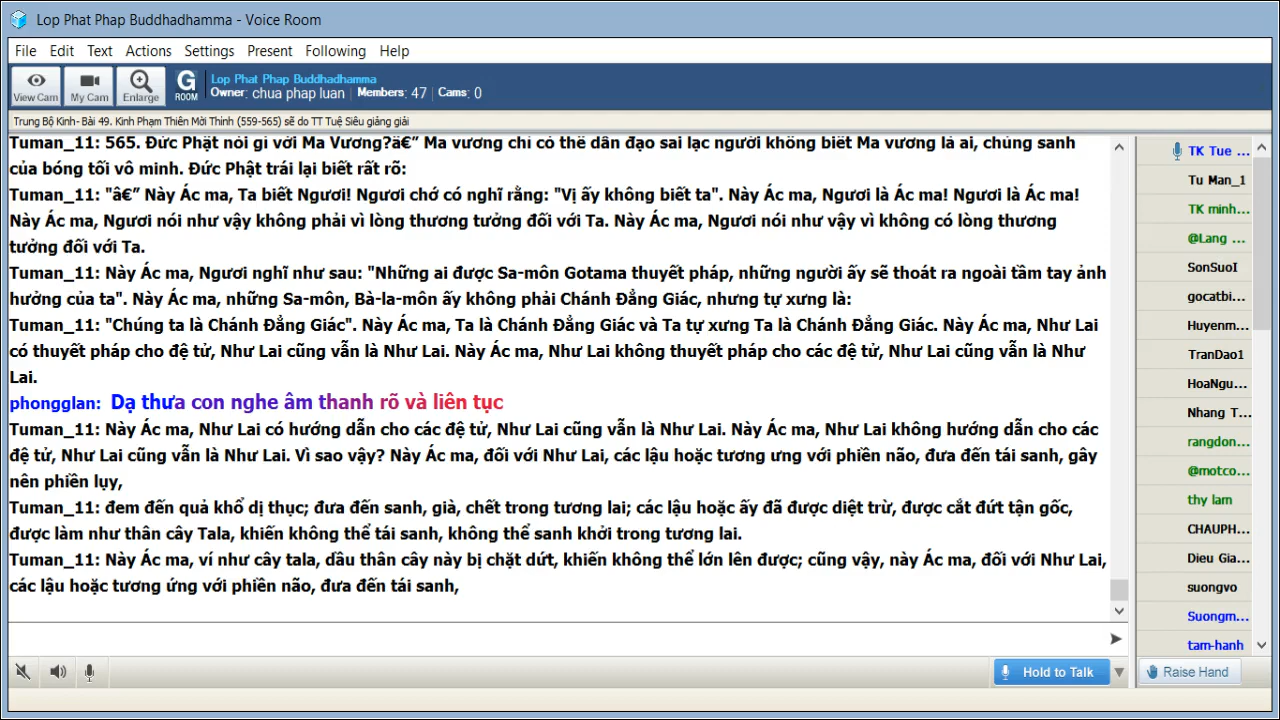 Lop Phat Phap Buddhadhamma - Voice Room
File Edit Text Actions Settings Present Following Help
View Cam My Cam Enlarge G ROOM
Lop Phat Phap Buddhadhamma
Owner: chua phap luan Members: 47 Cams: 0
Trung Bộ Kinh- Bài 49. Kinh Phạm Thiên Mời Thỉnh (559-565) sẽ do TT Tuệ Siêu giảng giải
Tuman_11: 565. Đức Phật nói gì với Ma Vương?â€” Ma vương chỉ có thể dẫn đạo sai lạc người không biết Ma vương là ai, chúng sanh
của bóng tối vô minh. Đức Phật trái lại biết rất rõ:
Tuman_11: "â€” Này Ác ma, Ta biết Ngươi! Ngươi chớ có nghĩ rằng: "Vị ấy không biết ta". Này Ác ma, Ngươi là Ác ma! Ngươi là Ác ma!
Này Ác ma, Ngươi nói như vậy không phải vì lòng thương tưởng đối với Ta. Này Ác ma, Ngươi nói như vậy vì không có lòng thương
tưởng đối với Ta.
Tuman_11: Này Ác ma, Ngươi nghĩ như sau: "Những ai được Sa-môn Gotama thuyết pháp, những người ấy sẽ thoát ra ngoài tầm tay ảnh
hưởng của ta". Này Ác ma, những Sa-môn, Bà-la-môn ấy không phải Chánh Đẳng Giác, nhưng tự xưng là:
Tuman_11: "Chúng ta là Chánh Đẳng Giác". Này Ác ma, Ta là Chánh Đẳng Giác và Ta tự xưng Ta là Chánh Đẳng Giác. Này Ác ma, Như Lai
có thuyết pháp cho đệ tử, Như Lai cũng vẫn là Như Lai. Này Ác ma, Như Lai không thuyết pháp cho các đệ tử, Như Lai cũng vẫn là Như
Lai.
phongglan: Dạ thưa con nghe âm thanh rõ và liên tục
Tuman_11: Này Ác ma, Như Lai có hướng dẫn cho các đệ tử, Như Lai cũng vẫn là Như Lai. Này Ác ma, Như Lai không hướng dẫn cho các
đệ tử, Như Lai cũng vẫn là Như Lai. Vì sao vậy? Này Ác ma, đối với Như Lai, các lậu hoặc tương ưng với phiền não, đưa đến tái sanh, gây
nên phiền lụy,
Tuman_11: đem đến quả khổ dị thục; đưa đến sanh, già, chết trong tương lai; các lậu hoặc ấy đã được diệt trừ, được cắt đứt tận gốc,
được làm như thân cây Tala, khiến không thể tái sanh, không thể sanh khởi trong tương lai.
Tuman_11: Này Ác ma, ví như cây tala, dầu thân cây này bị chặt dứt, khiến không thể lớn lên được; cũng vậy, này Ác ma, đối với Như Lai,
các lậu hoặc tương ứng với phiền não, đưa đến tái sanh,
TK Tue ...
Tu Man_1
TK minh...
@Lang ...
SonSuoI
gocatbi...
Huyenm...
TranDao1
HoaNgu...
Nhang T...
rangdon...
@motco...
thy lam
CHAUPH...
Dieu Gia...
suongvo
Suongm...
tam-hanh
Hold to Talk
Raise Hand